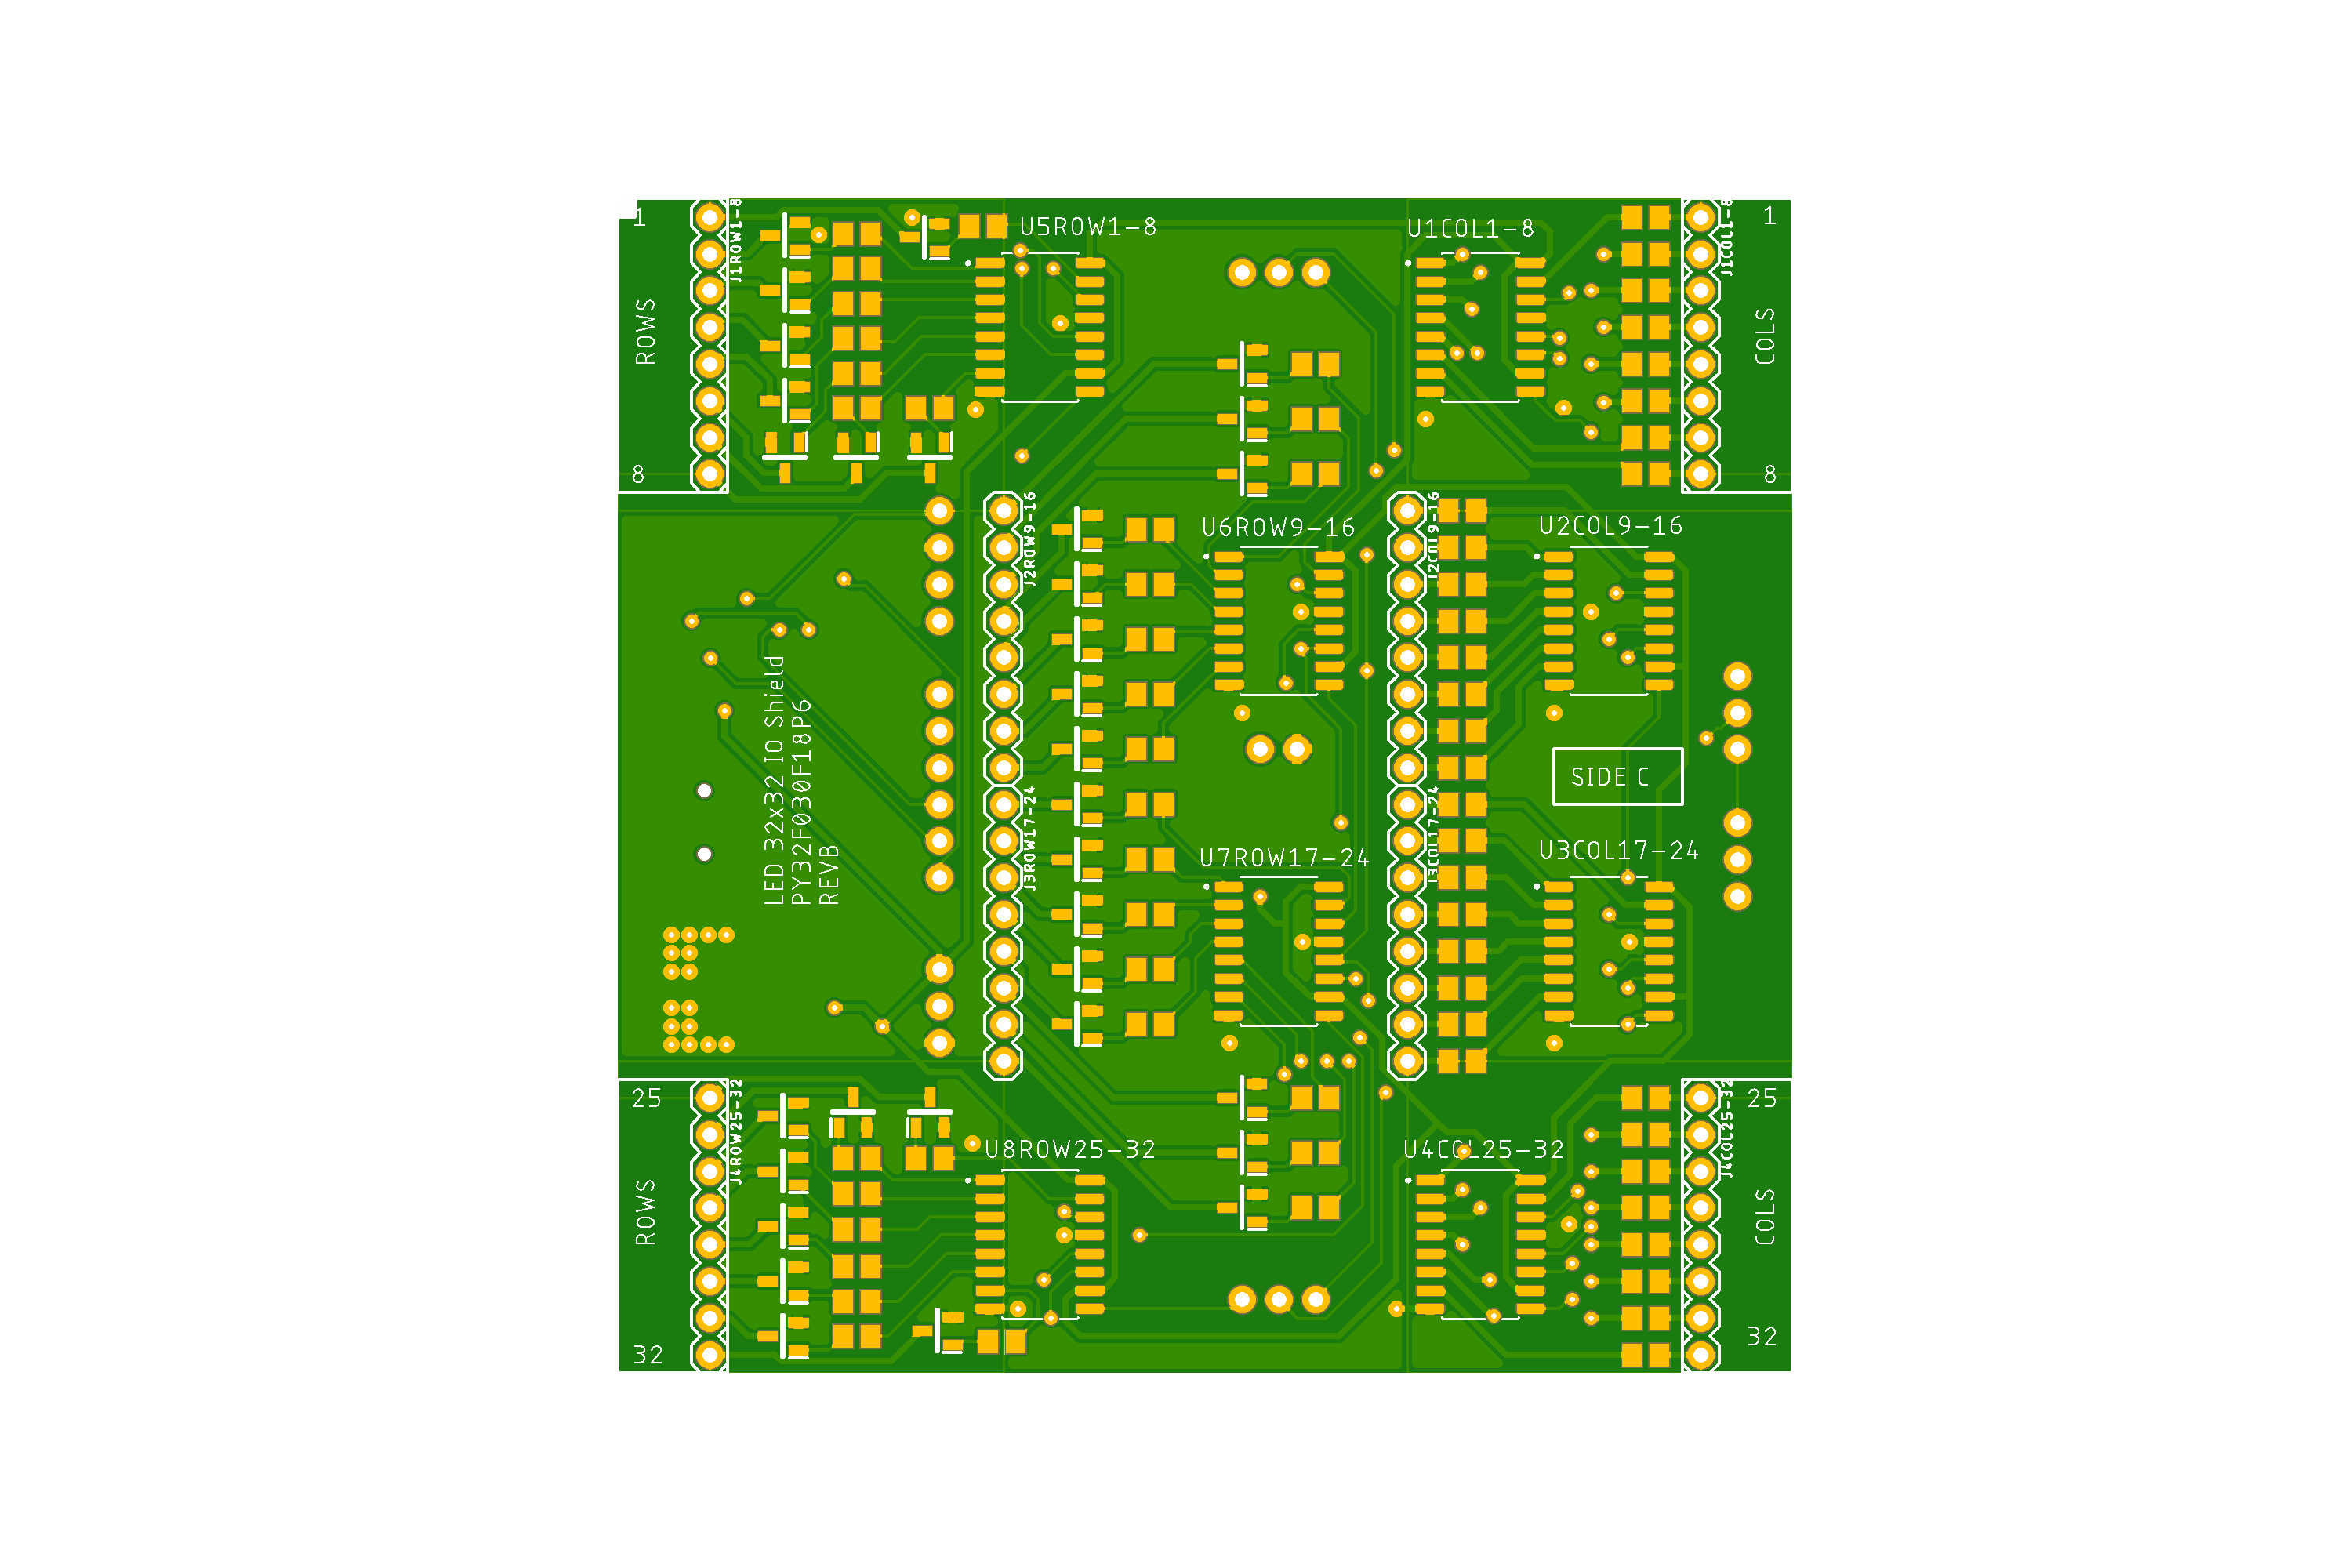 1
J1ROW1-8
U5ROW1-8
U1COL1-8
J1COL1-8
1
ROWS
COLS
8
8
J2ROW9-16
U6ROW9-16
J2COL9-16
U2COL9-16
LED 32x32 IO Shield
PY32F030F18P6
REVB
SIDE C
J3ROW17-24
U7ROW17-24
J3COL17-24
U3COL17-24
25
J4ROW25-32
U8ROW25-32
U4COL25-32
J4COL25-32
25
ROWS
COLS
32
32